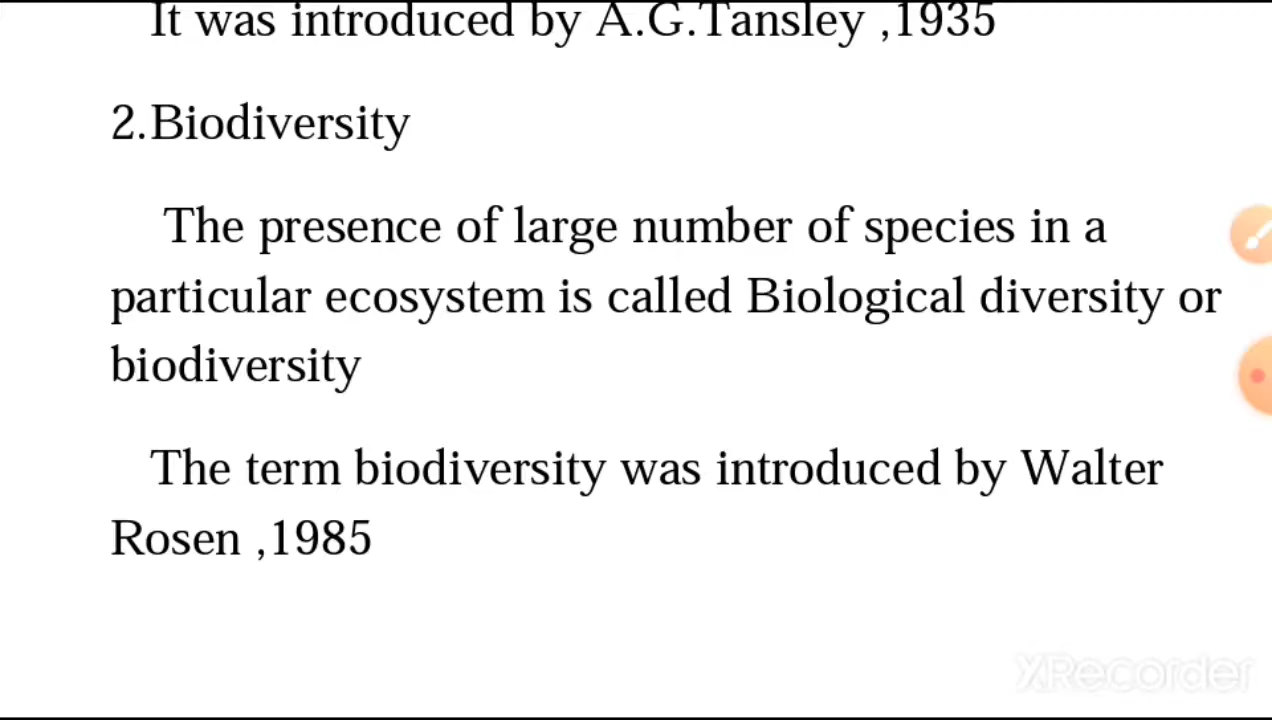 It was introduced by A.G.Tansley ,1935
2.Biodiversity
The presence of large number of species in a
particular ecosystem is called Biological diversity or
biodiversity
The term biodiversity was introduced by Walter
Rosen ,1985
XRecorder